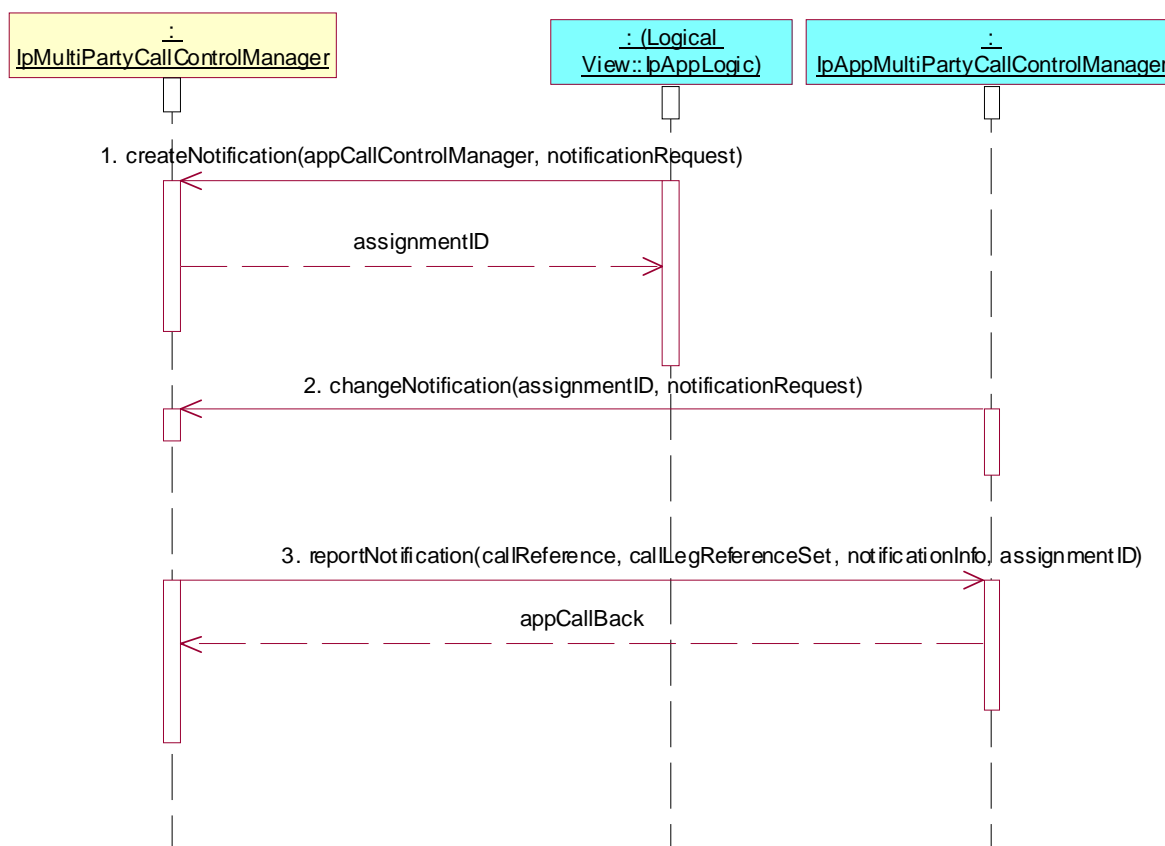 :
IpMultiPartyCallControlManager
: (Logical
View::IpAppLogic)
:
IpAppMultiPartyCallControlManager
1. createNotification(appCallControlManager, notificationRequest)
assignmentID
2. changeNotification(assignmentID, notificationRequest)
3. reportNotification(callReference, callLegReferenceSet, notificationInfo, assignmentID)
appCallBack